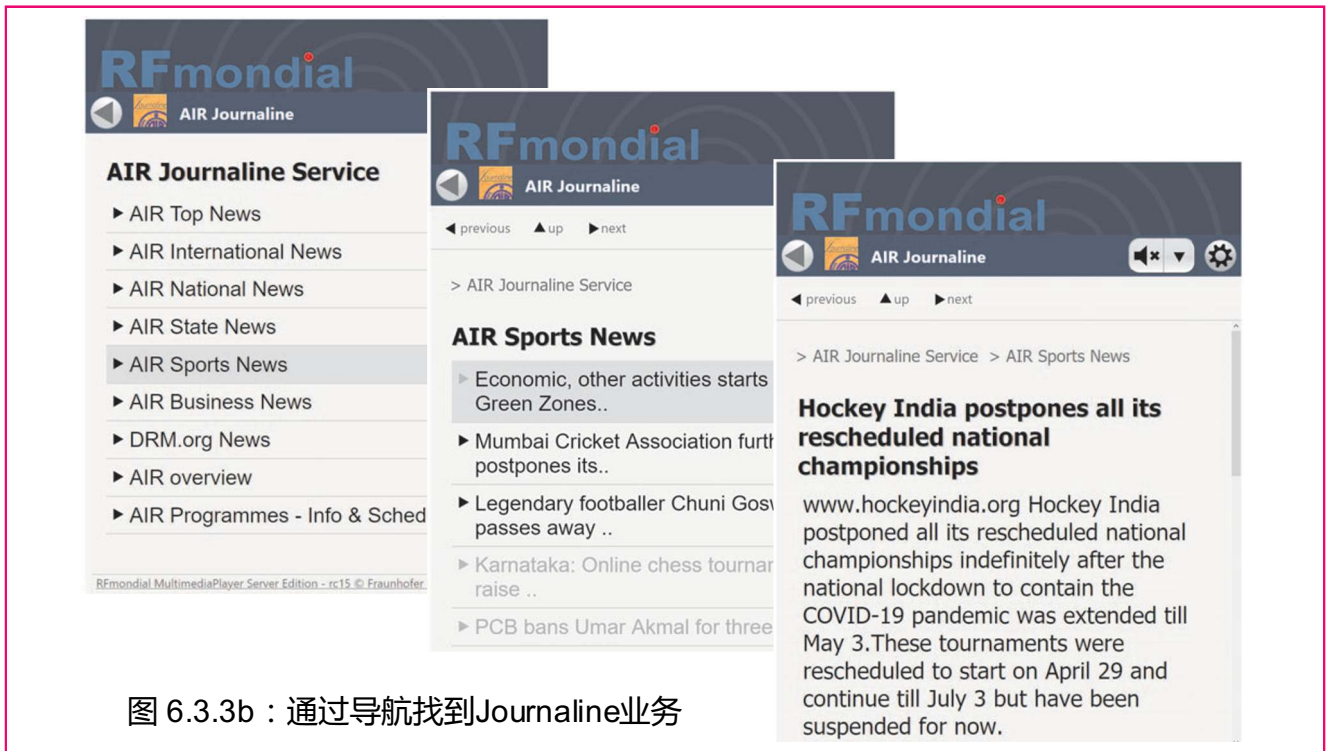 RFmondial
AIR Journaline
AIR Journaline Service
AIR Top News
AIR International News
AIR National News
AIR State News
AIR Sports News
AIR Business News
DRM.org News
AIR overview
AIR Programmes - Info & Sched
RFmondial MultimediaPlayer Server Edition - rc15 © Fraunhofer
RFmondial
AIR Journaline
previous up next
> AIR Journaline Service
AIR Sports News
Economic, other activities starts
Green Zones..
Mumbai Cricket Association furth
postpones its..
Legendary footballer Chuni Gosw
passes away ..
Karnataka: Online chess tournam
raise ..
PCB bans Umar Akmal for three
RFmondial
AIR Journaline
previous up next
> AIR Journaline Service > AIR Sports News
Hockey India postpones all its
rescheduled national
championships
www.hockeyindia.org Hockey India
postponed all its rescheduled national
championships indefinitely after the
national lockdown to contain the
COVID-19 pandemic was extended till
May 3.These tournaments were
rescheduled to start on April 29 and
continue till July 3 but have been
suspended for now.
图 6.3.3b：通过导航找到Journaline业务